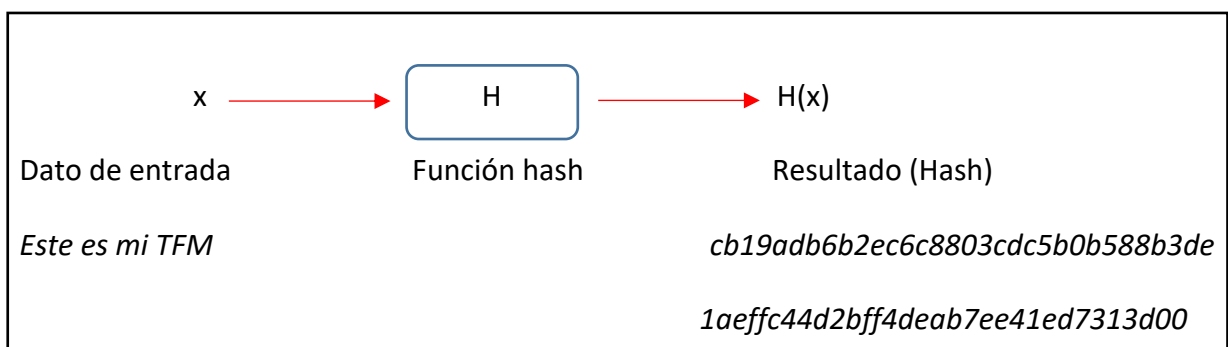 x H H(x)
Dato de entrada Función hash Resultado (Hash)
Este es mi TFM cb19adb6b2ec6c8803cdc5b0b588b3de
1aeffc44d2bff4deab7ee41ed7313d00